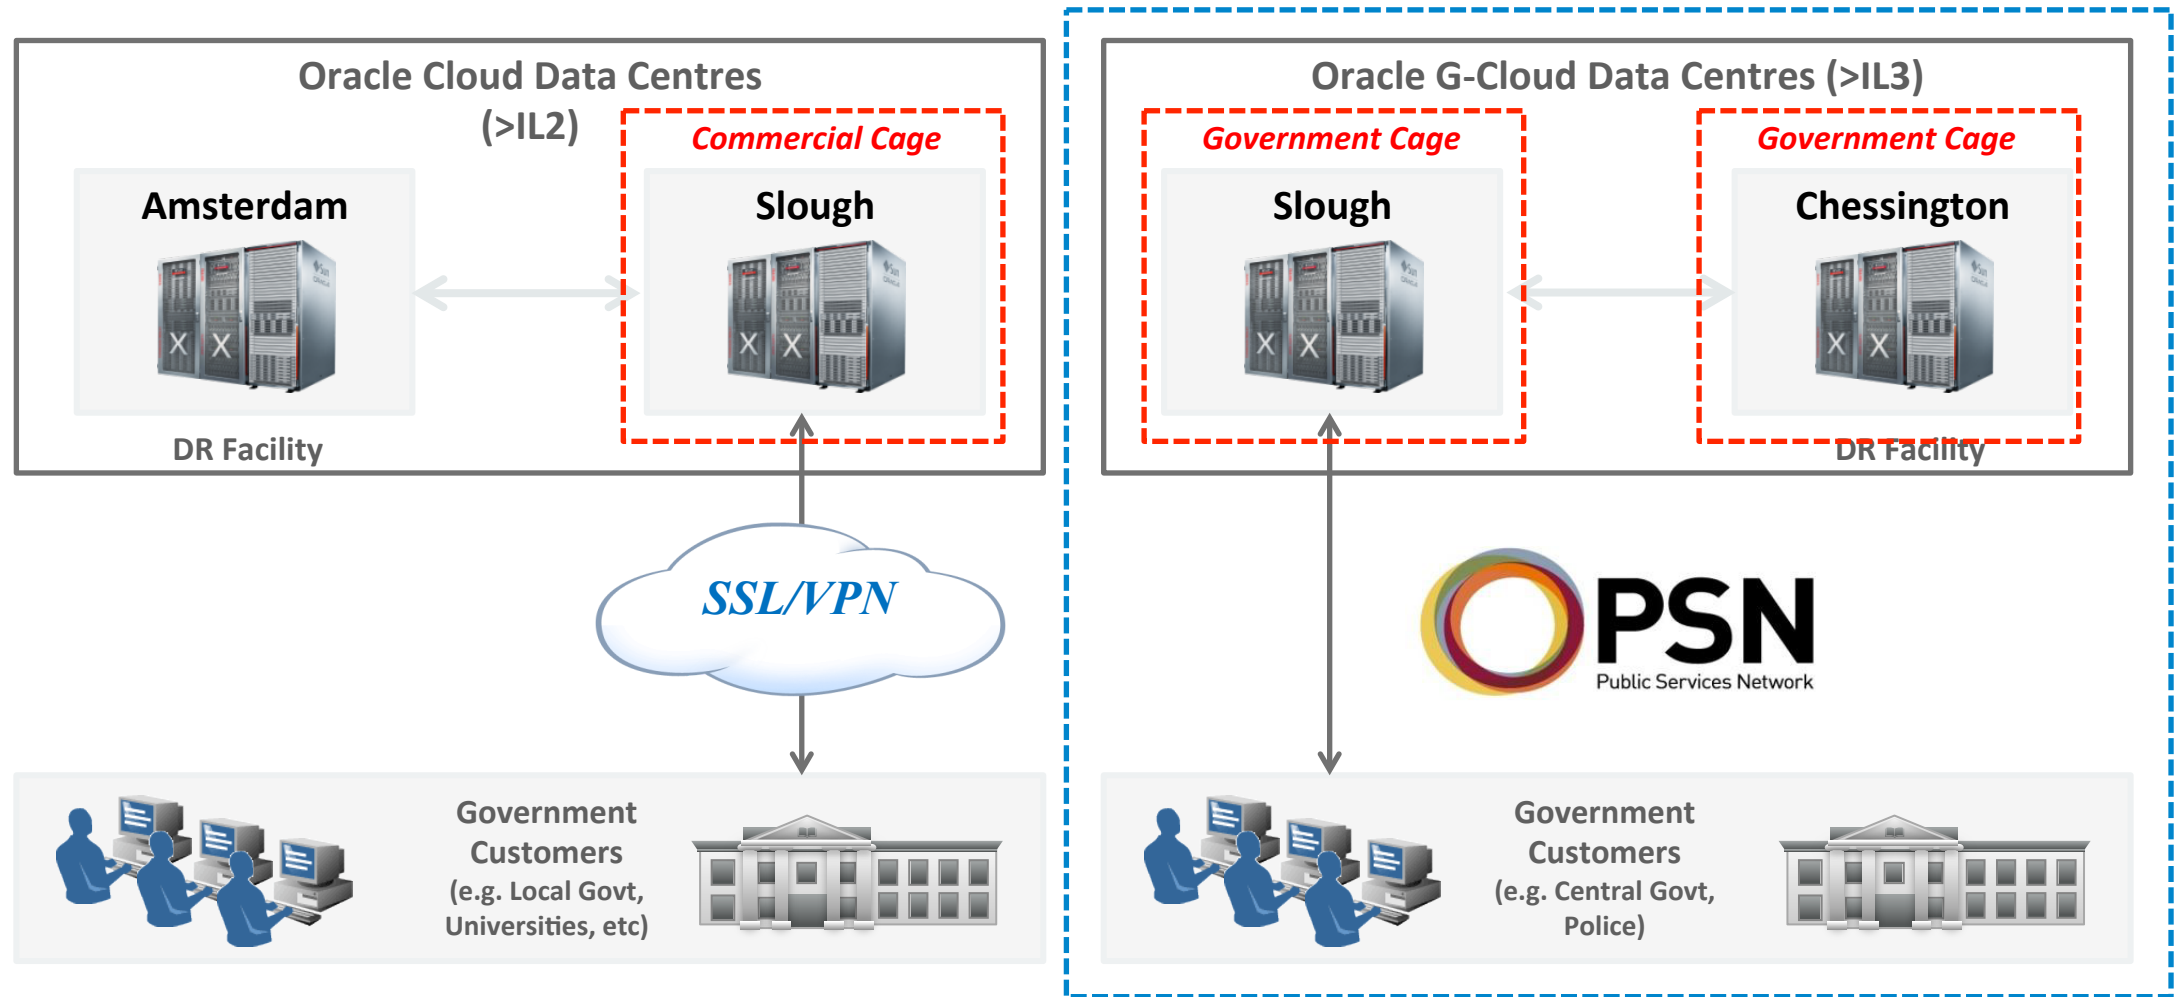 Oracle Cloud Data Centres
(>IL2)
Commercial Cage
Amsterdam
Slough
X X
X X
DR Facility
SSL/VPN
Government
Customers
(e.g. Local Govt,
Universities, etc)
Oracle G-Cloud Data Centres (>IL3)
Government Cage
Government Cage
Slough
Chessington
X X
X X
DR Facility
PSN
Public Services Network
Government
Customers
(e.g. Central Govt,
Police)